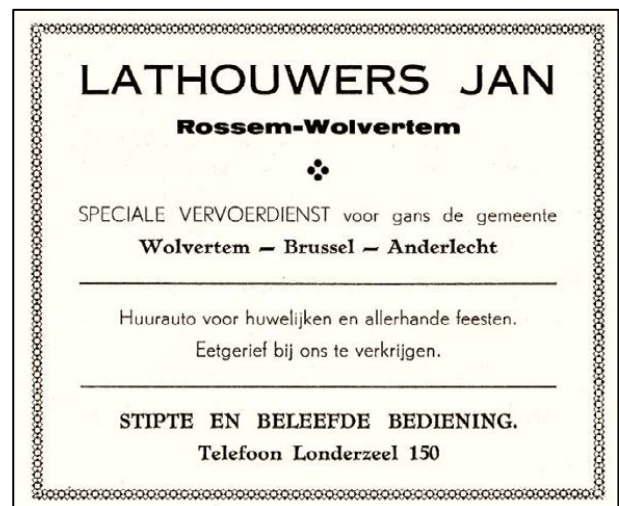 LATHOUWERS JAN
Rossem-Wolvertem
SPECIALE VERVOERDIENST voor gans de gemeente
Wolvertem — Brussel — Anderlecht
Huurauto voor huwelijken en allerhande feesten.
Eetgerief bij ons te verkrijgen.
STIPTE EN BELEEFDE BEDIENING.
Telefoon Londerzeel 150